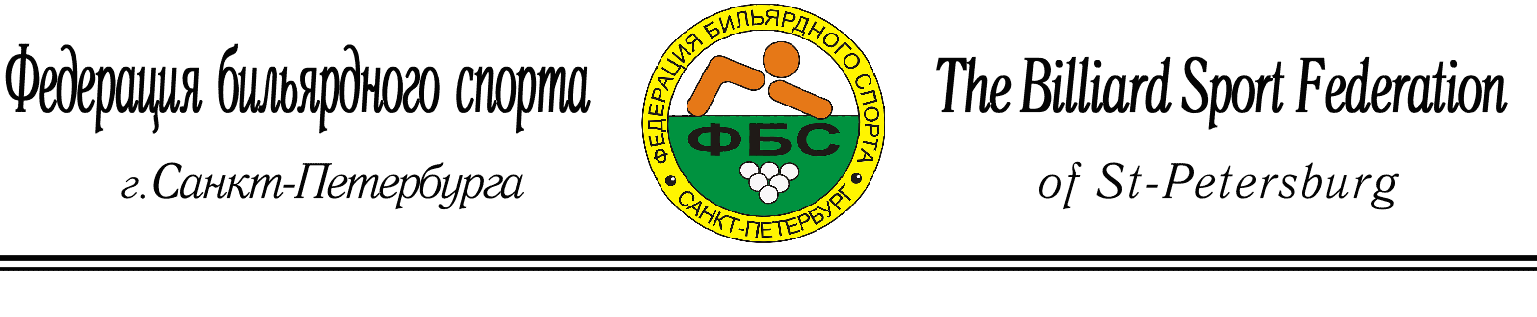 Федерация бильярдного спорта
г. Санкт-Петербурга
ФЕДЕРАЦИЯ БИЛЬЯРДНОГО СПОРТА
ФБС
САНКТ-ПЕТЕРБУРГ
The Billiard Sport Federation
of St-Petersburg